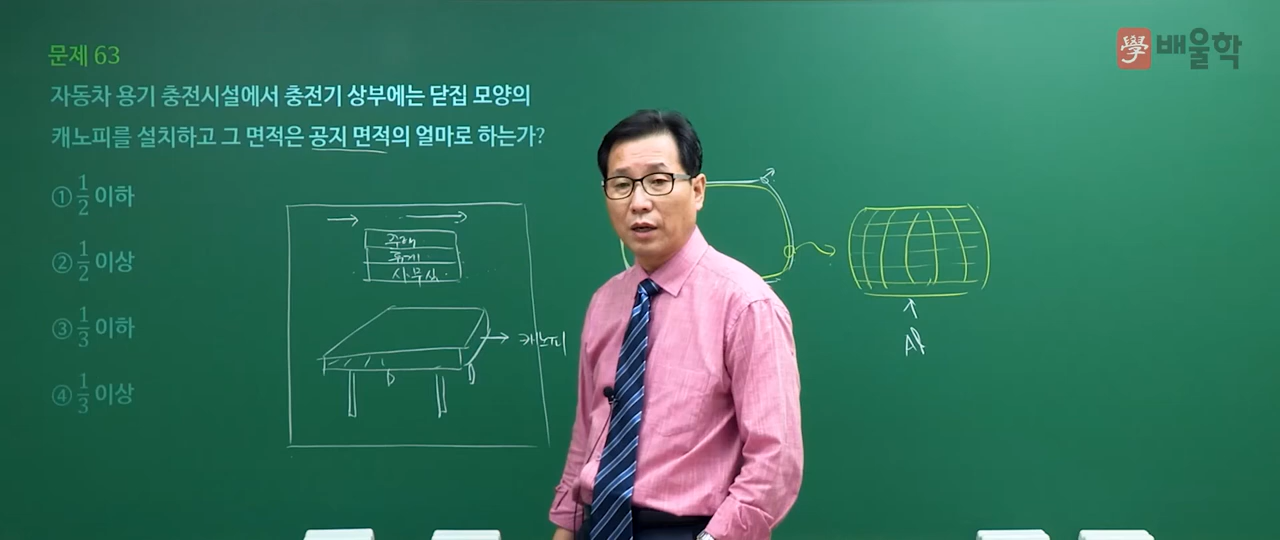 문제 63
자동차 용기 충전시설에서 충전기 상부에는 닫집 모양의
캐노피를 설치하고 그 면적은 공지 면적의 얼마로 하는가?
① 1/2 이하
② 1/2 이상
③ 1/3 이하
④ 1/3 이상
사무실
캐노피
Al
學 배울학